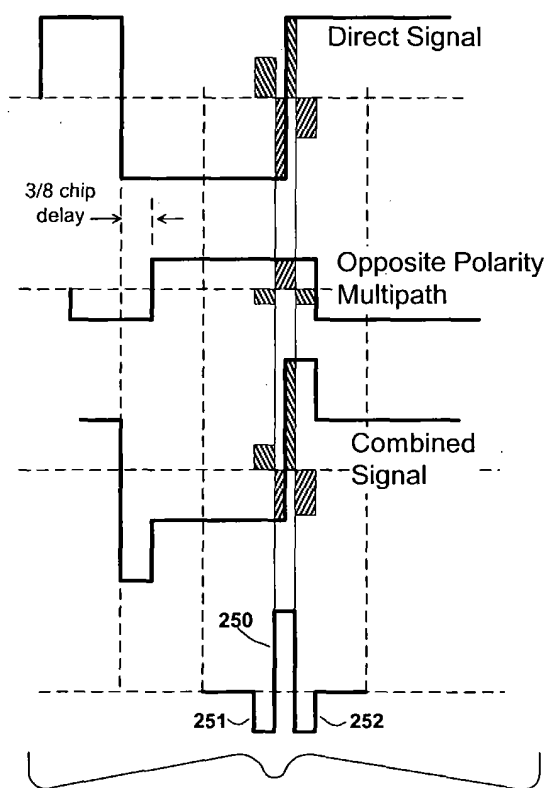 Direct Signal
3/8 chip
delay
Opposite Polarity
Multipath
Combined
Signal
250
251
252